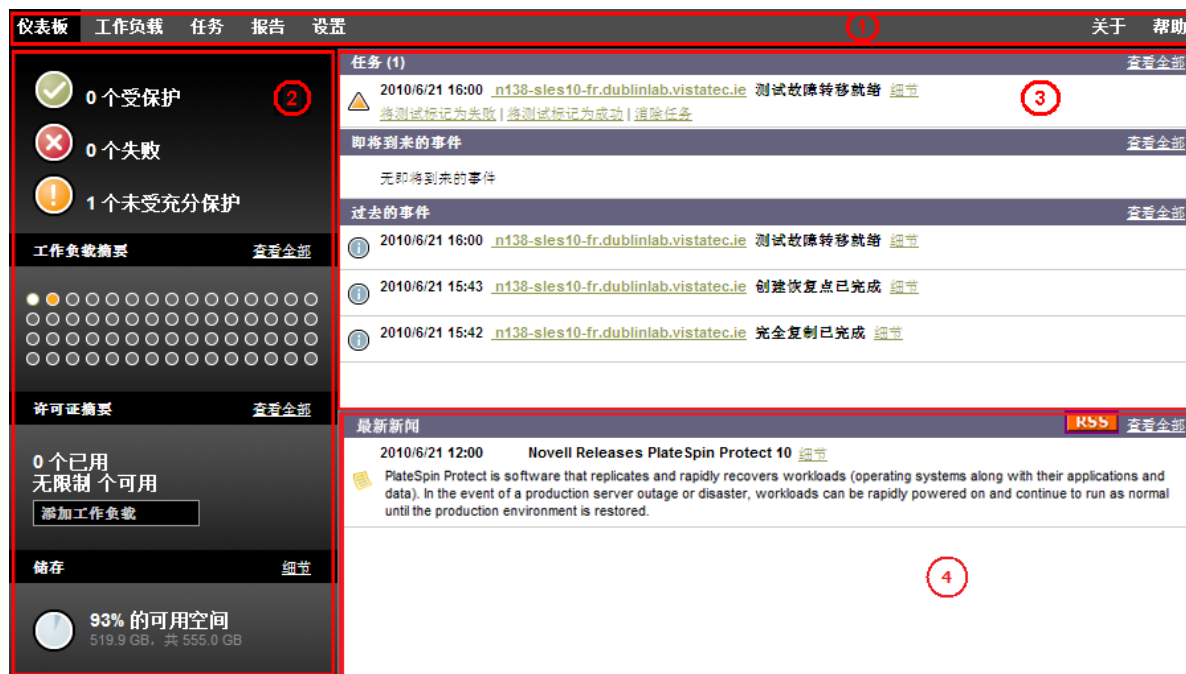 仪表板 工作负载 任务 报告 设置 1 关于 帮助
0 个受保护 2
0 个失败
1 个未受充分保护
工作负载摘要 查看全部
许可证摘要 查看全部
0 个已用
无限制 个可用
添加工作负载
储存 细节
93% 的可用空间
519.9 GB，共 555.0 GB
任务 (1) 查看全部
2010/6/21 16:00 n138-sles10-fr.dublinlab.vistatec.ie 测试故障转移就绪 细节 3
将测试标记为失败 | 将测试标记为成功 | 消除任务
即将到来的事件 查看全部
无即将到来的事件
过去的事件 查看全部
2010/6/21 16:00 n138-sles10-fr.dublinlab.vistatec.ie 测试故障转移就绪 细节
2010/6/21 15:43 n138-sles10-fr.dublinlab.vistatec.ie 创建恢复点已完成 细节
2010/6/21 15:42 n138-sles10-fr.dublinlab.vistatec.ie 完全复制已完成 细节
最新新闻 RSS 查看全部
2010/6/21 12:00 Novell Releases PlateSpin Protect 10 细节
PlateSpin Protect is software that replicates and rapidly recovers workloads (operating systems along with their applications and
data). In the event of a production server outage or disaster, workloads can be rapidly powered on and continue to run as normal
until the production environment is restored.
4